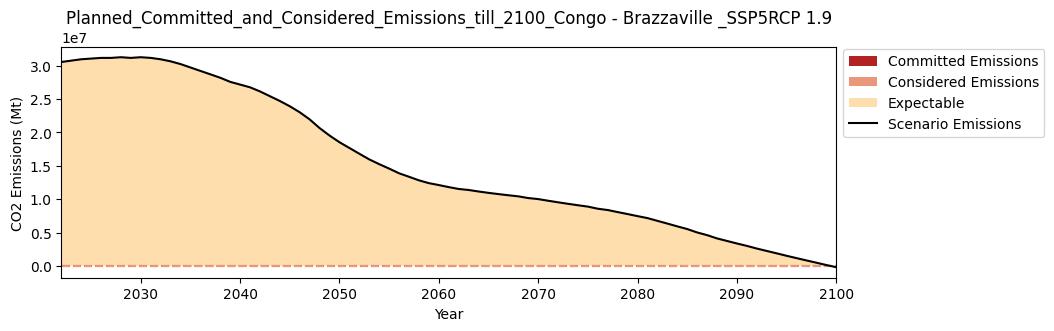 Planned_Committed_and_Considered_Emissions_till_2100_Congo - Brazzaville _SSP5RCP 1.9
1e7
3.0
2.5
2.0
1.5
1.0
0.5
0.0
CO2 Emissions (Mt)
2030
2040
2050
2060
2070
2080
2090
2100
Year
Committed Emissions
Considered Emissions
Expectable
Scenario Emissions